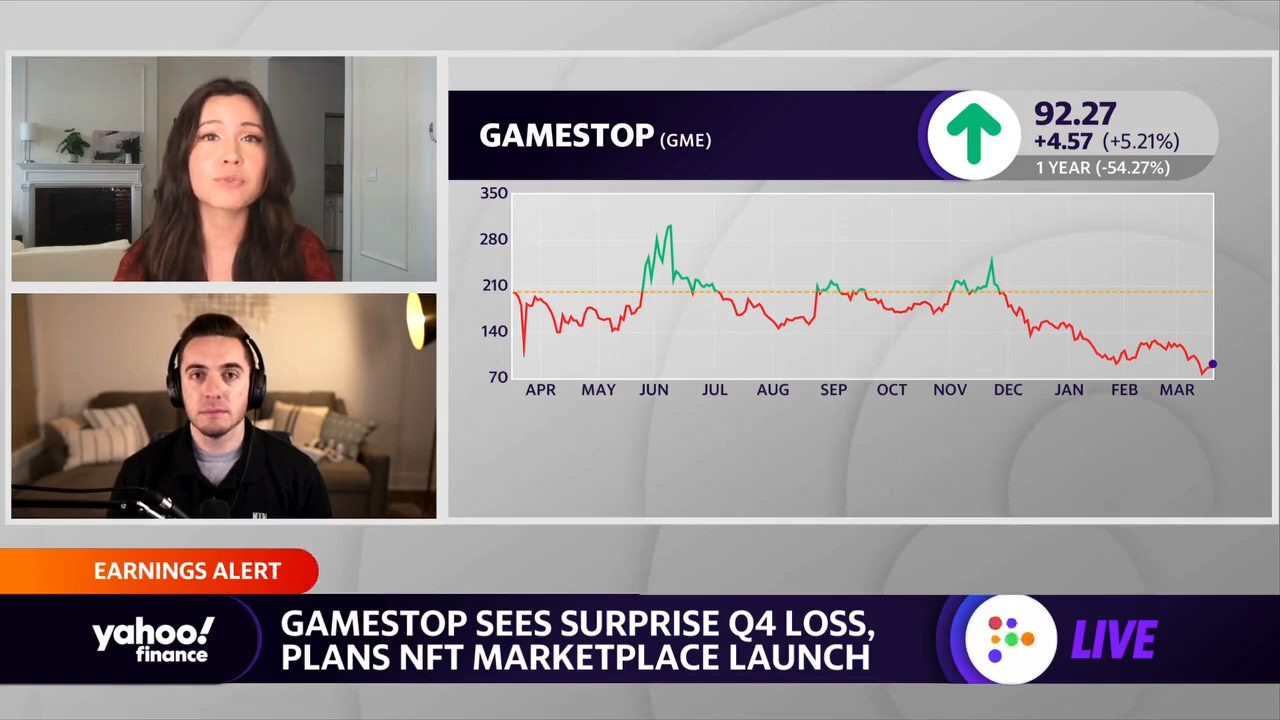 GAMESTOP (GME)
92.27
+4.57 (+5.21%)
1 YEAR (-54.27%)
350
280
210
140
70
APR MAY JUN JUL AUG SEP OCT NOV DEC JAN FEB MAR
EARNINGS ALERT
yahoo!
finance
GAMESTOP SEES SURPRISE Q4 LOSS,
PLANS NFT MARKETPLACE LAUNCH
LIVE